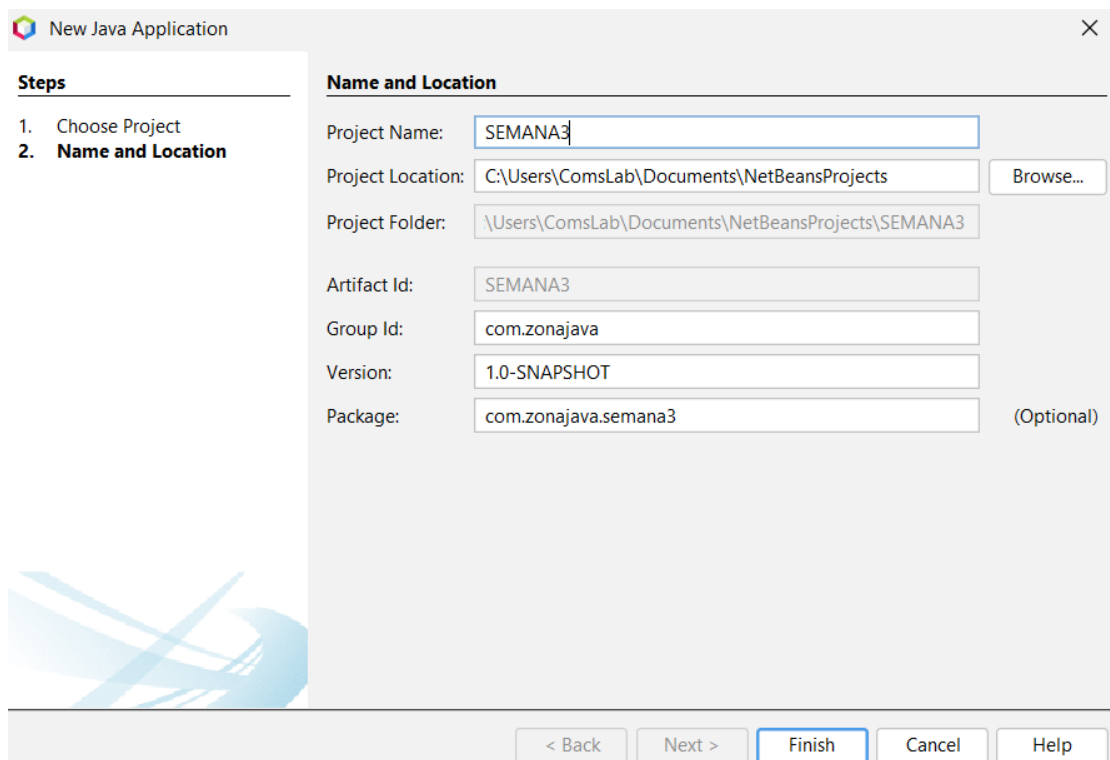 New Java Application
Steps
1. Choose Project
2. Name and Location
Name and Location
Project Name: SEMANA3
Project Location: C:\Users\ComsLab\Documents\NetBeansProjects Browse...
Project Folder: :\Users\ComsLab\Documents\NetBeansProjects\SEMANA3
Artifact Id: SEMANA3
Group Id: com.zonajava
Version: 1.0-SNAPSHOT
Package: com.zonajava.semana3 (Optional)
< Back Next > Finish Cancel Help